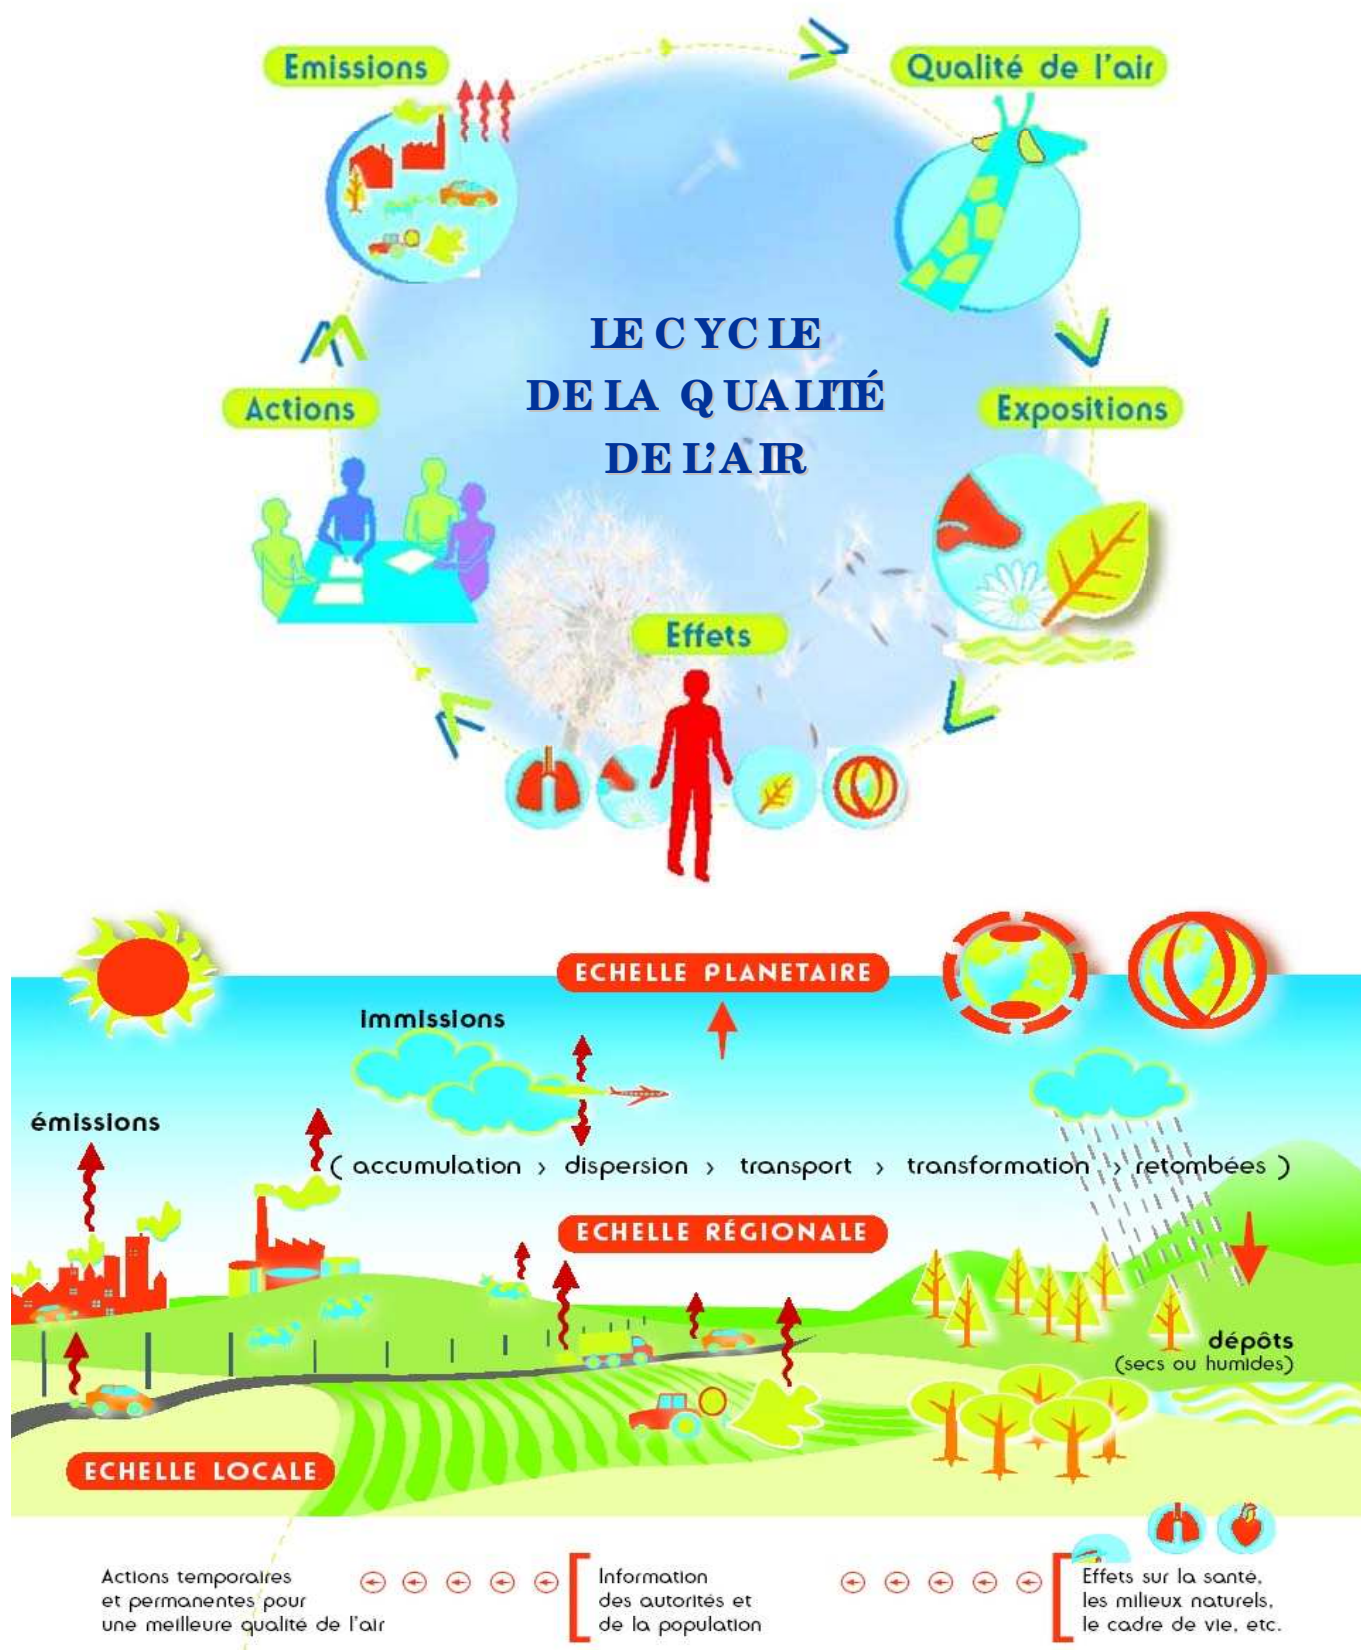 Emissions
Qualité de l'air
LE CYCLE
DE LA QUALITÉ
DE L'AIR
Actions
Expositions
Effets
ECHELLE PLANETAIRE
immissions
émissions
( accumulation > dispersion > transport > transformation > retombées )
ECHELLE RÉGIONALE
dépôts
(secs ou humides)
ECHELLE LOCALE
Actions temporaires
et permanentes pour
une meilleure qualité de l'air
Information
des autorités et
de la population
Effets sur la santé,
les milieux naturels,
le cadre de vie, etc.